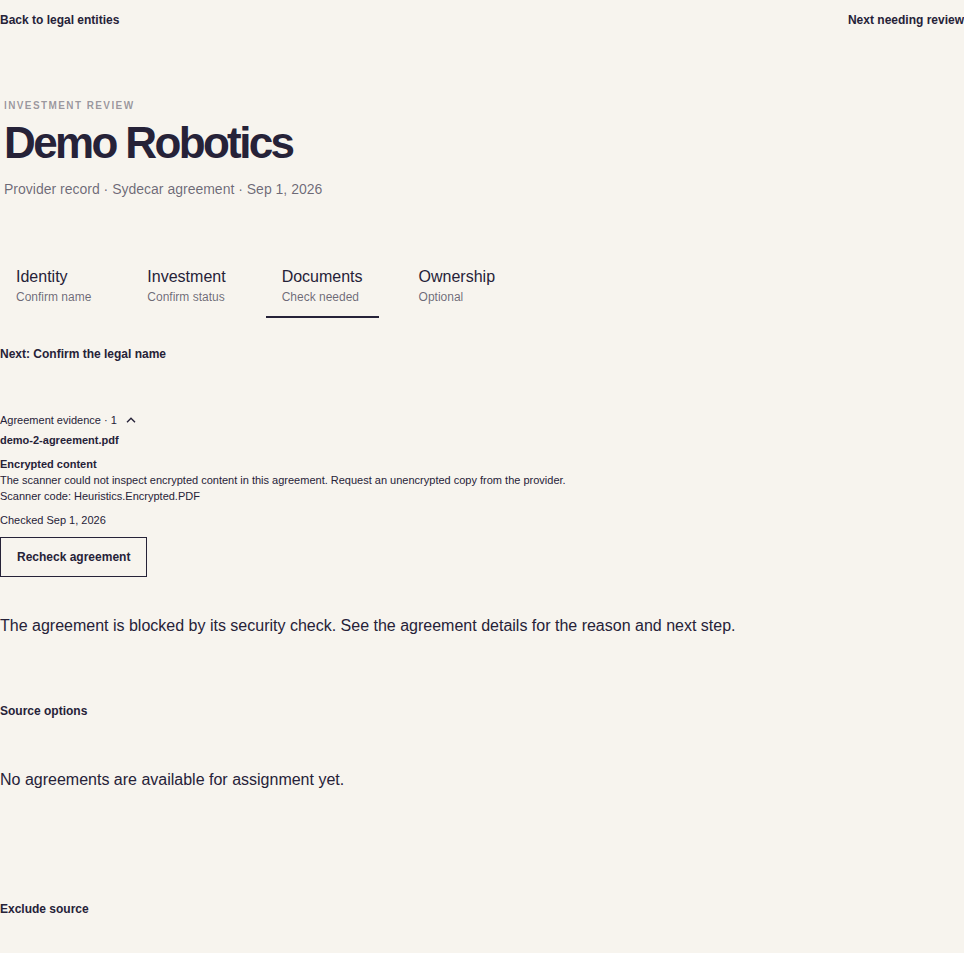 Back to legal entities
Next needing review
INVESTMENT REVIEW
Demo Robotics
Provider record · Sydecar agreement · Sep 1, 2026
Identity
Confirm name
Investment
Confirm status
Documents
Check needed
Ownership
Optional
Next: Confirm the legal name
Agreement evidence · 1
demo-2-agreement.pdf
Encrypted content
The scanner could not inspect encrypted content in this agreement. Request an unencrypted copy from the provider.
Scanner code: Heuristics.Encrypted.PDF
Checked Sep 1, 2026
Recheck agreement
The agreement is blocked by its security check. See the agreement details for the reason and next step.
Source options
No agreements are available for assignment yet.
Exclude source